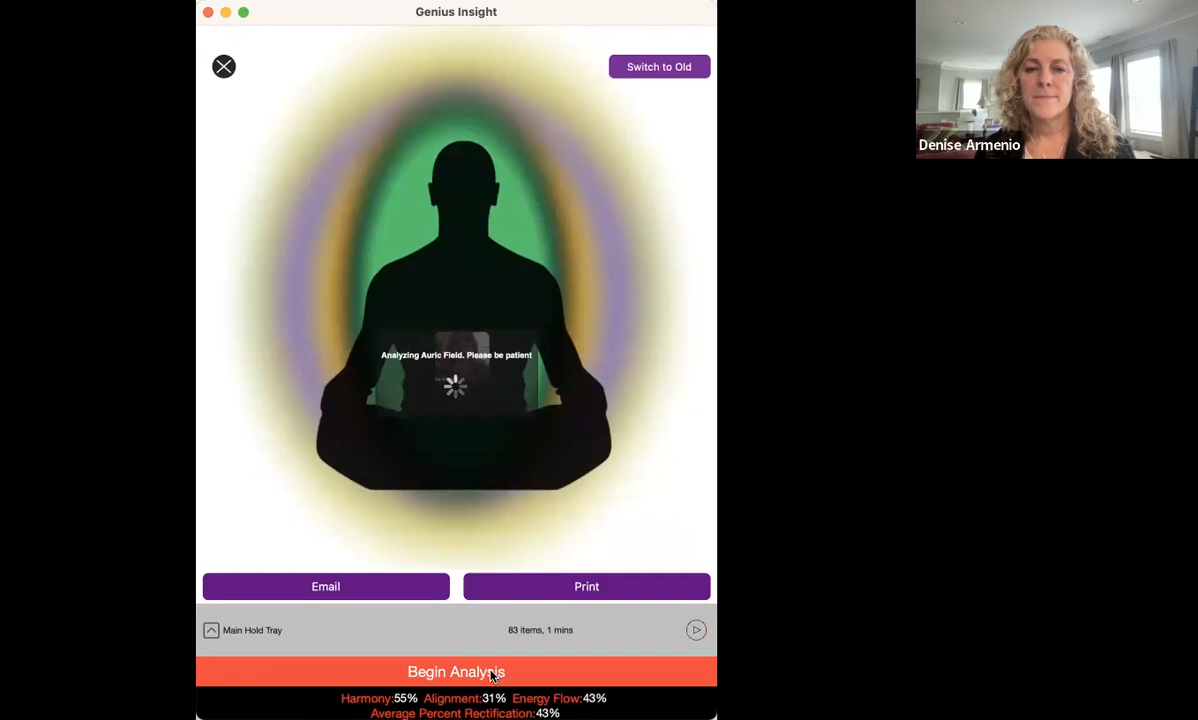 Genius Insight
Switch to Old
Denise Armenio
Analyzing Auric Field. Please be patient
Email
Print
Main Hold Tray
83 items, 1 mins
Begin Analysis
Harmony:55% Alignment:31% Energy Flow:43%
Average Percent Rectification:43%